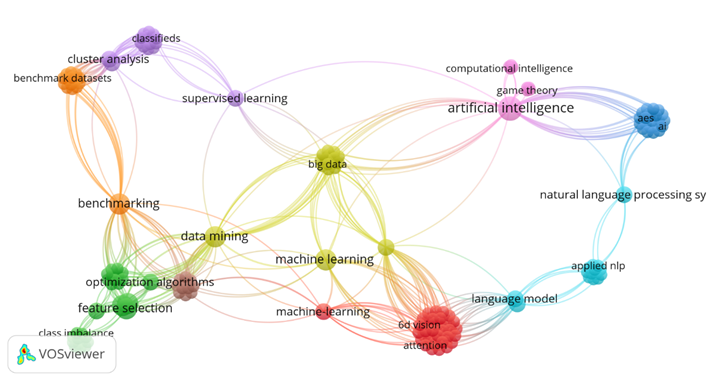 classifieds
cluster analysis
benchmark datasets
computational intelligence
game theory
supervised learning
artificial intelligence
aes
ai
big data
natural language processing sy
benchmarking
data mining
machine learning
applied nlp
optimization algorithms
language model
feature selection
machine-learning
6d vision
class imbalance
attention
VOSviewer